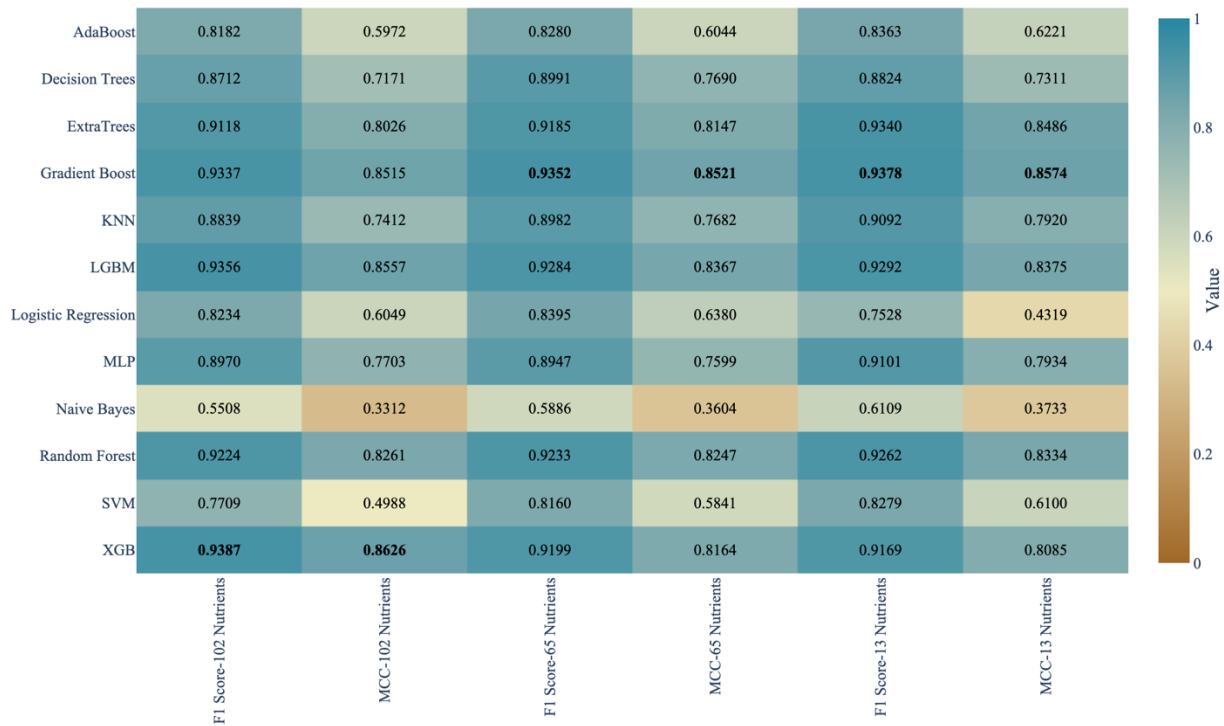 AdaBoost 0.8182 0.5972 0.8280 0.6044 0.8363 0.6221
Decision Trees 0.8712 0.7171 0.8991 0.7690 0.8824 0.7311
ExtraTrees 0.9118 0.8026 0.9185 0.8147 0.9340 0.8486
Gradient Boost 0.9337 0.8515 0.9352 0.8521 0.9378 0.8574
KNN 0.8839 0.7412 0.8982 0.7682 0.9092 0.7920
LGBM 0.9356 0.8557 0.9284 0.8367 0.9292 0.8375
Logistic Regression 0.8234 0.6049 0.8395 0.6380 0.7528 0.4319
MLP 0.8970 0.7703 0.8947 0.7599 0.9101 0.7934
Naive Bayes 0.5508 0.3312 0.5886 0.3604 0.6109 0.3733
Random Forest 0.9224 0.8261 0.9233 0.8247 0.9262 0.8334
SVM 0.7709 0.4988 0.8160 0.5841 0.8279 0.6100
XGB 0.9387 0.8626 0.9199 0.8164 0.9169 0.8085
F1 Score-102 Nutrients
MCC-102 Nutrients
F1 Score-65 Nutrients
MCC-65 Nutrients
F1 Score-13 Nutrients
MCC-13 Nutrients
1
0.8
0.6
0.4
0.2
0
Value